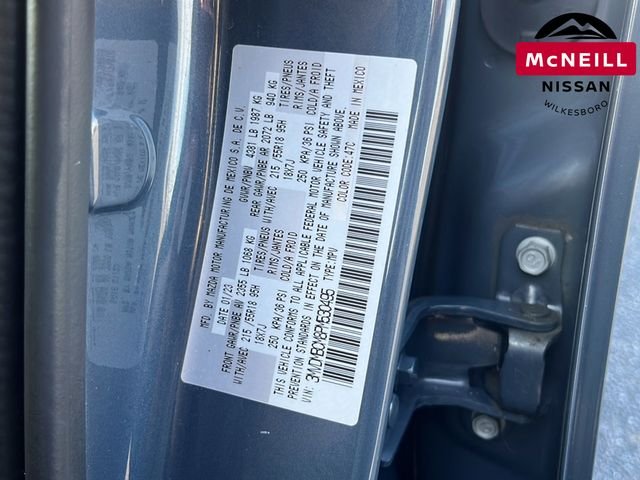 McNEILL
NISSAN
WILKESBORO
MFD. BY MAZDA MOTOR MANUFACTURING DE MEXICO S.A. DE C.V.
DATE 01/23 GVWR/PNBV 4381 LB 1987 KG
FRONT GAWR/PNBE AV 2355 LB 1068 KG REAR GAWR/PNBE AR 2072 LB 940 KG
WITH/AVEC 215/55R18 95H TIRES/PNEUS WITH/AVEC 215/55R18 95H TIRES/PNEUS
18X7J RIMS/JANTES 18X7J RIMS/JANTES
250 KPA/36 PSI COLD/A FROID 250 KPA/36 PSI COLD/A FROID
THIS VEHICLE CONFORMS TO ALL APPLICABLE FEDERAL MOTOR VEHICLE SAFETY AND THEFT
PREVENTION STANDARDS IN EFFECT ON THE DATE OF MANUFACTURE SHOWN ABOVE.
VIN: TYPE:MPV COLOR CODE:47C MADE IN MEXICO